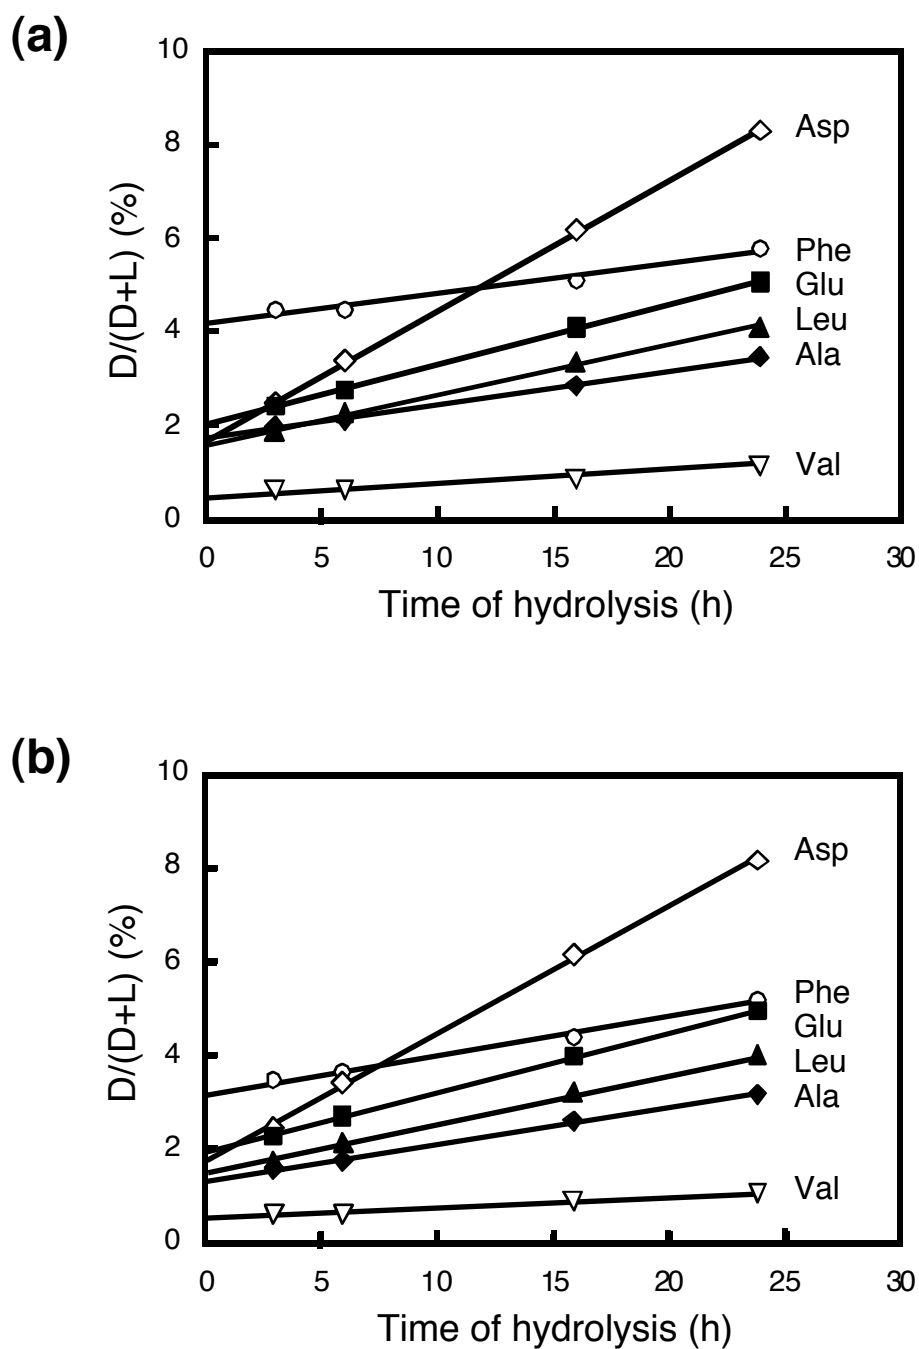 (a)
10
8
6
4
2
0
D/(D+L) (%)
Asp
Phe
Glu
Leu
Ala
Val
0 5 10 15 20 25 30
Time of hydrolysis (h)
(b)
10
8
6
4
2
0
D/(D+L) (%)
Asp
Phe
Glu
Leu
Ala
Val
0 5 10 15 20 25 30
Time of hydrolysis (h)